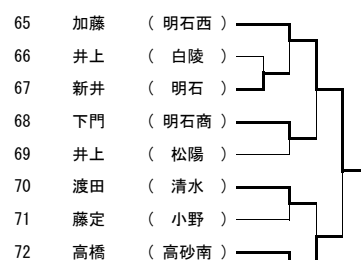 65 加藤 ( 明石西 )
66 井上 ( 白陵 )
67 新井 ( 明石 )
68 下門 ( 明石商 )
69 井上 ( 松陽 )
70 渡田 ( 清水 )
71 藤定 ( 小野 )
72 高橋 ( 高砂南 )